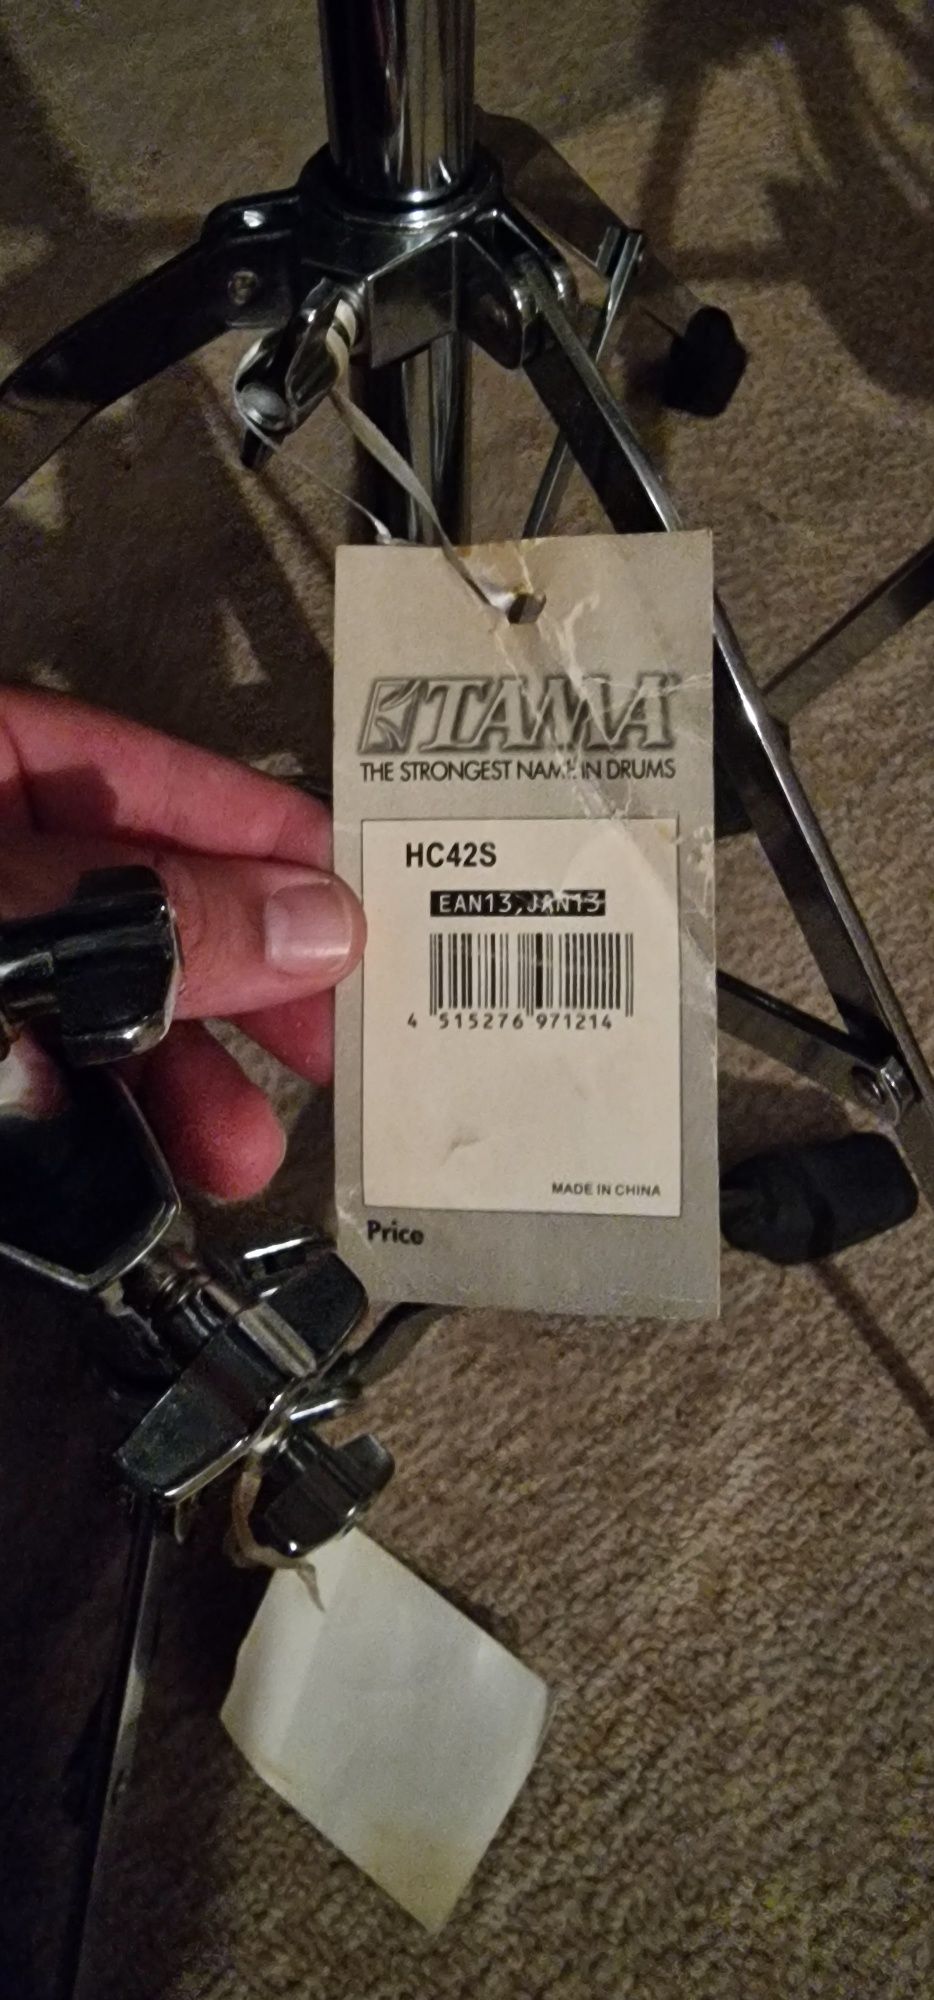 TAMA
THE STRONGEST NAME IN DRUMS
HC42S
EAN13,JAN13
4 515276 971214
MADE IN CHINA
Price